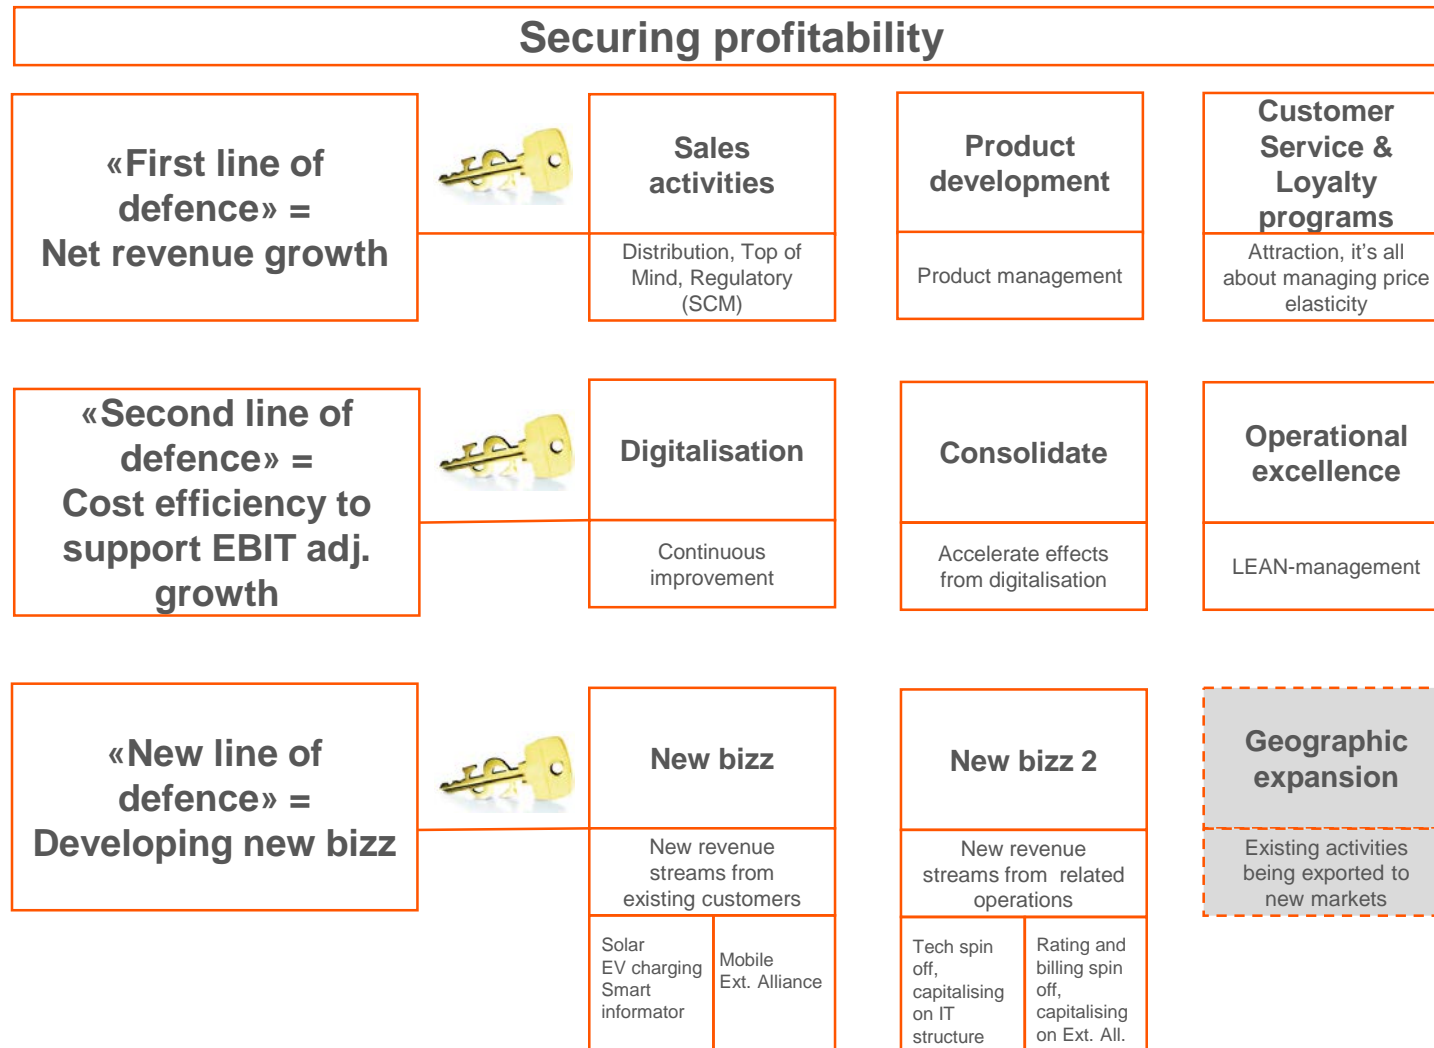 Securing profitability
«First line of
defence» =
Net revenue growth
Sales
activities
Distribution, Top of
Mind, Regulatory
(SCM)
Product
development
Product management
Customer
Service &
Loyalty
programs
Attraction, it's all
about managing price
elasticity
«Second line of
defence» =
Cost efficiency to
support EBIT adj.
growth
Digitalisation
Continuous
improvement
Consolidate
Accelerate effects
from digitalisation
Operational
excellence
LEAN-management
«New line of
defence» =
Developing new bizz
New bizz
New revenue
streams from
existing customers
Solar
EV charging
Smart
informator
Mobile
Ext. Alliance
New bizz 2
New revenue
streams from related
operations
Tech spin
off,
capitalising
on IT
structure
Rating and
billing spin
off,
capitalising
on Ext. All.
Geographic
expansion
Existing activities
being exported to
new markets